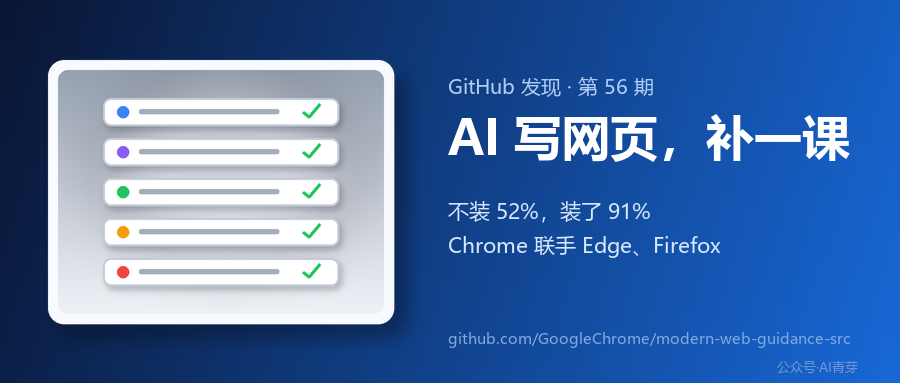 GitHub 发现 · 第 56 期
AI 写网页，补一课
不装 52%，装了 91%
Chrome 联手 Edge、Firefox
github.com/GoogleChrome/modern-web-guidance-src
公众号·AI青芽